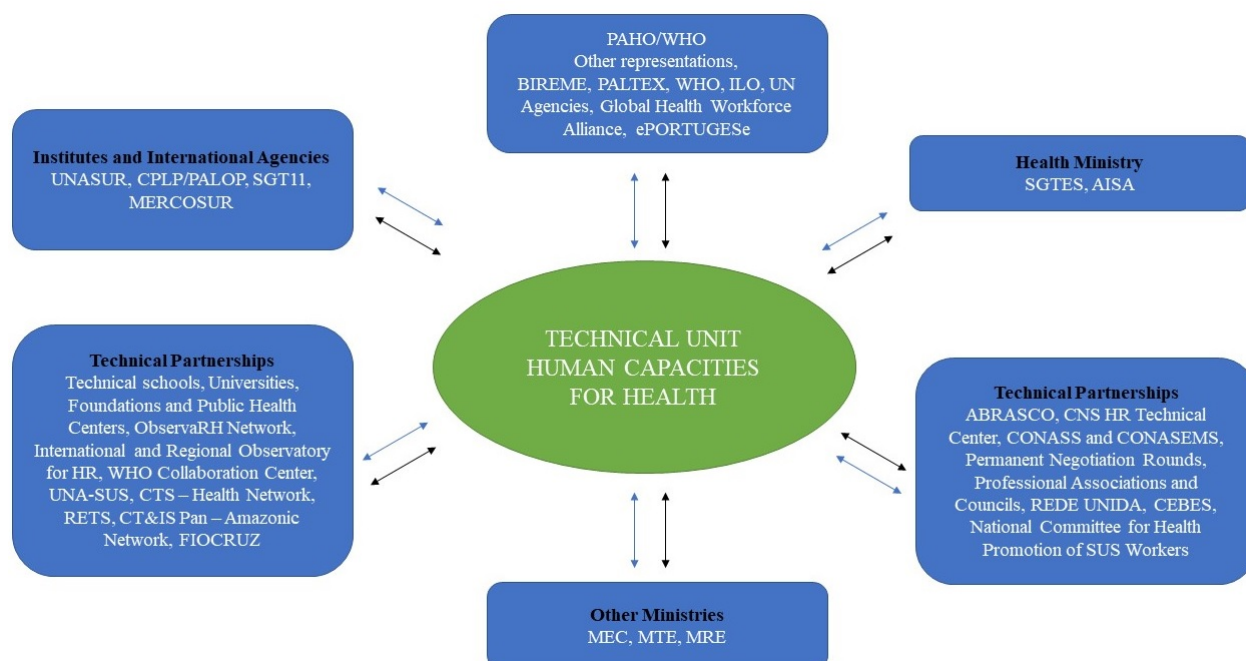 PAHO/WHO
Other representations,
BIREME, PALTEX, WHO, ILO, UN
Agencies, Global Health Workforce
Alliance, ePORTUGESe
Institutes and International Agencies
UNASUR, CPLP/PALOP, SGT11,
MERCOSUR
Health Ministry
SGTES, AISA
TECHNICAL UNIT
HUMAN CAPACITIES
FOR HEALTH
Technical Partnerships
Technical schools, Universities,
Foundations and Public Health
Centers, ObservaRH Network,
International and Regional Observatory
for HR, WHO Collaboration Center,
UNA-SUS, CTS – Health Network,
RETS, CT&IS Pan – Amazonic
Network, FIOCRUZ
Technical Partnerships
ABRASCO, CNS HR Technical
Center, CONASS and CONASEMS,
Permanent Negotiation Rounds,
Professional Associations and
Councils, REDE UNIDA, CEBES,
National Committee for Health
Promotion of SUS Workers
Other Ministries
MEC, MTE, MRE